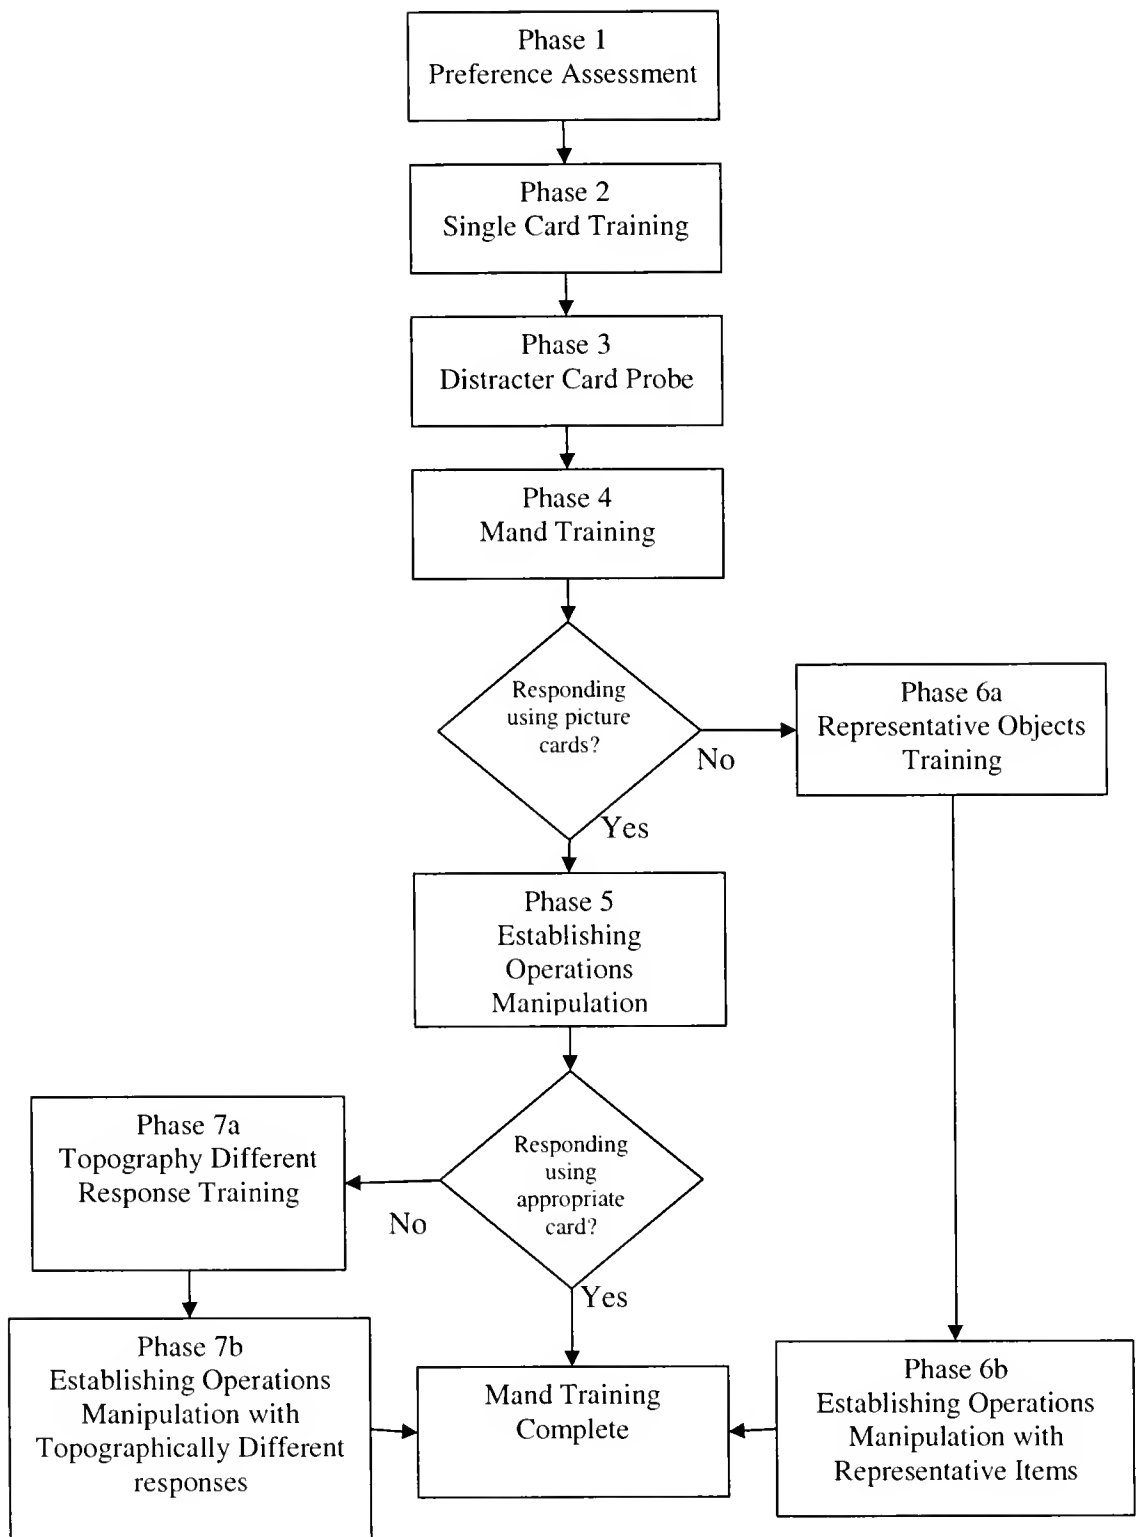 Phase 1
Preference Assessment
Phase 2
Single Card Training
Phase 3
Distracter Card Probe
Phase 4
Mand Training
Responding
using picture
cards?
No
Phase 6a
Representative Objects
Training
Yes
Phase 5
Establishing
Operations
Manipulation
Responding
using
appropriate
card?
No
Phase 7a
Topography Different
Response Training
Yes
Phase 7b
Establishing Operations
Manipulation with
Topographically Different
responses
Mand Training
Complete
Phase 6b
Establishing Operations
Manipulation with
Representative Items